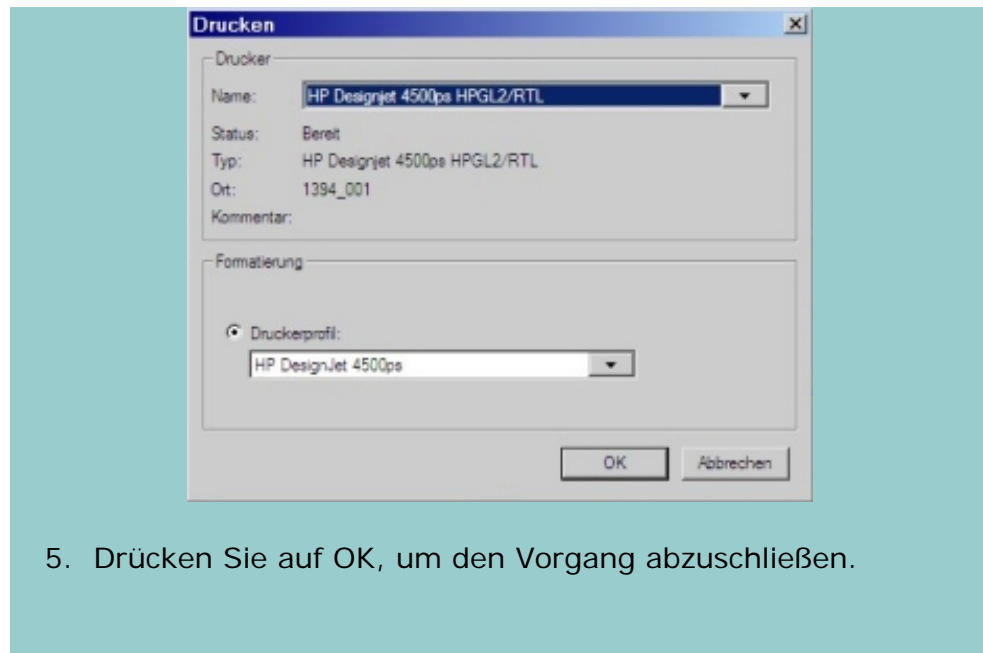 Drucken
Drucker
Name: HP Designjet 4500ps HPGL2/RTL
Status: Bereit
Typ: HP Designjet 4500ps HPGL2/RTL
Ort: 1394_001
Kommentar:
Formatierung
Druckerprofil:
HP DesignJet 4500ps
OK Abbrechen
5. Drücken Sie auf OK, um den Vorgang abzuschließen.